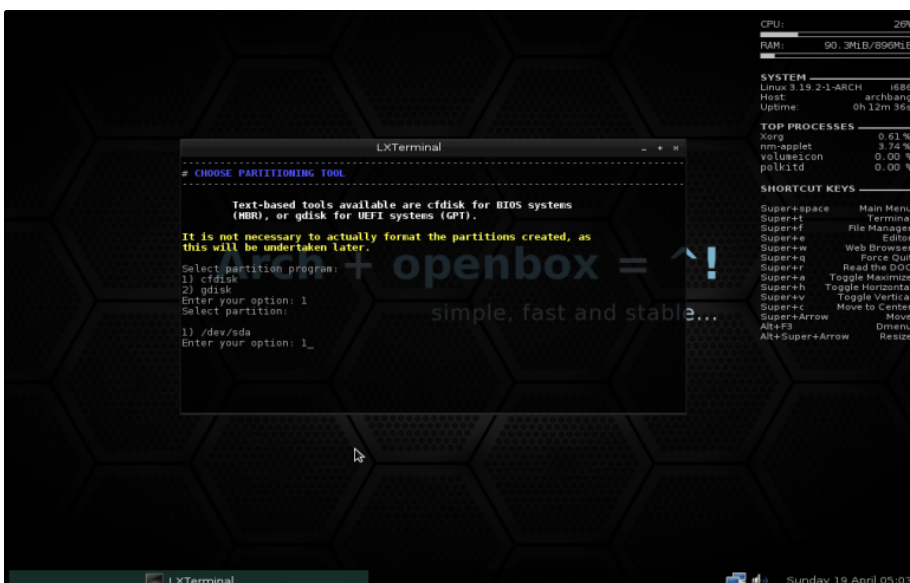 LXTerminal
# CHOOSE PARTITIONING TOOL
Text-based tools available are cfdisk for BIOS systems
(MBR), or gdisk for UEFI systems (GPT).
It is not necessary to actually format the partitions created, as
this will be undertaken later.
Select partition program:
1) cfdisk
2) gdisk
Enter your option: 1
Select partition:
1) /dev/sda
Enter your option: 1_
Arch + openbox = ^!
simple, fast and stable...
CPU: 26%
RAM: 90.3MiB/896MiB
SYSTEM
Linux 3.19.2-1-ARCH i686
Host: archbang
Uptime: 0h 12m 36s
TOP PROCESSES
Xorg 0.61 %
nm-applet 3.74 %
volumeicon 0.00 %
polkitd 0.00 %
SHORTCUT KEYS
Super+space Main Menu
Super+t Terminal
Super+f File Manager
Super+e Editor
Super+w Web Browser
Super+q Force Quit
Super+r Read the DOC
Super+a Toggle Maximize
Super+h Toggle Horizontal
Super+v Toggle Vertical
Super+c Move to Center
Super+Arrow Move
Alt+F3 Dmenu
Alt+Super+Arrow Resize
LXTerminal
Sunday 19 April